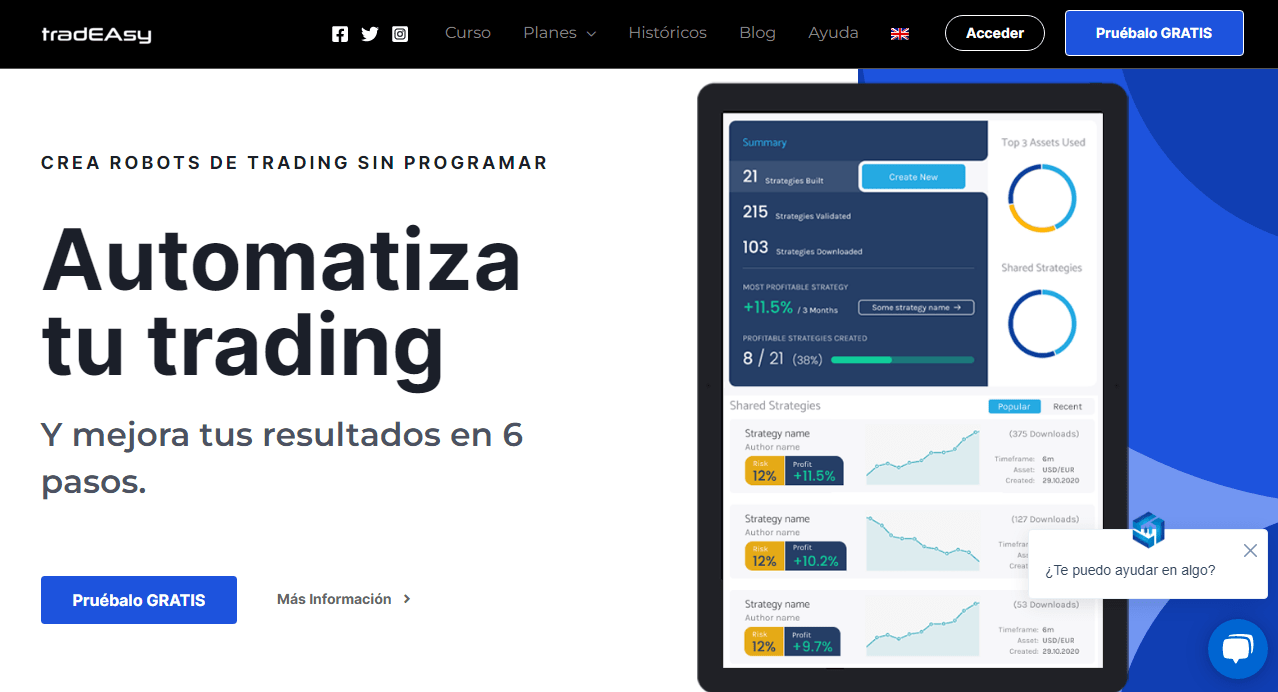 tradEAsy
Curso
Planes
Históricos
Blog
Ayuda
Acceder
Pruébalo GRATIS
CREA ROBOTS DE TRADING SIN PROGRAMAR
Automatiza
tu trading
Y mejora tus resultados en 6
pasos.
Pruébalo GRATIS
Más Información
Summary
21 Strategies Built
Create New
215 Strategies Validated
103 Strategies Downloaded
MOST PROFITABLE STRATEGY
+11.5% / 3 Months
Some strategy name →
PROFITABLE STRATEGIES CREATED
8 / 21 (38%)
Top 3 Assets Used
Shared Strategies
Shared Strategies
Popular
Recent
Strategy name
Author name
Risk
12%
Profit
+11.5%
(375 Downloads)
Timeframe: 6m
Asset: USD/EUR
Created: 29.10.2020
Strategy name
Author name
Risk
12%
Profit
+10.2%
(127 Downloads)
Strategy name
Author name
Risk
12%
Profit
+9.7%
(53 Downloads)
Timeframe: 6m
Asset: USD/EUR
Created: 29.10.2020
¿Te puedo ayudar en algo?